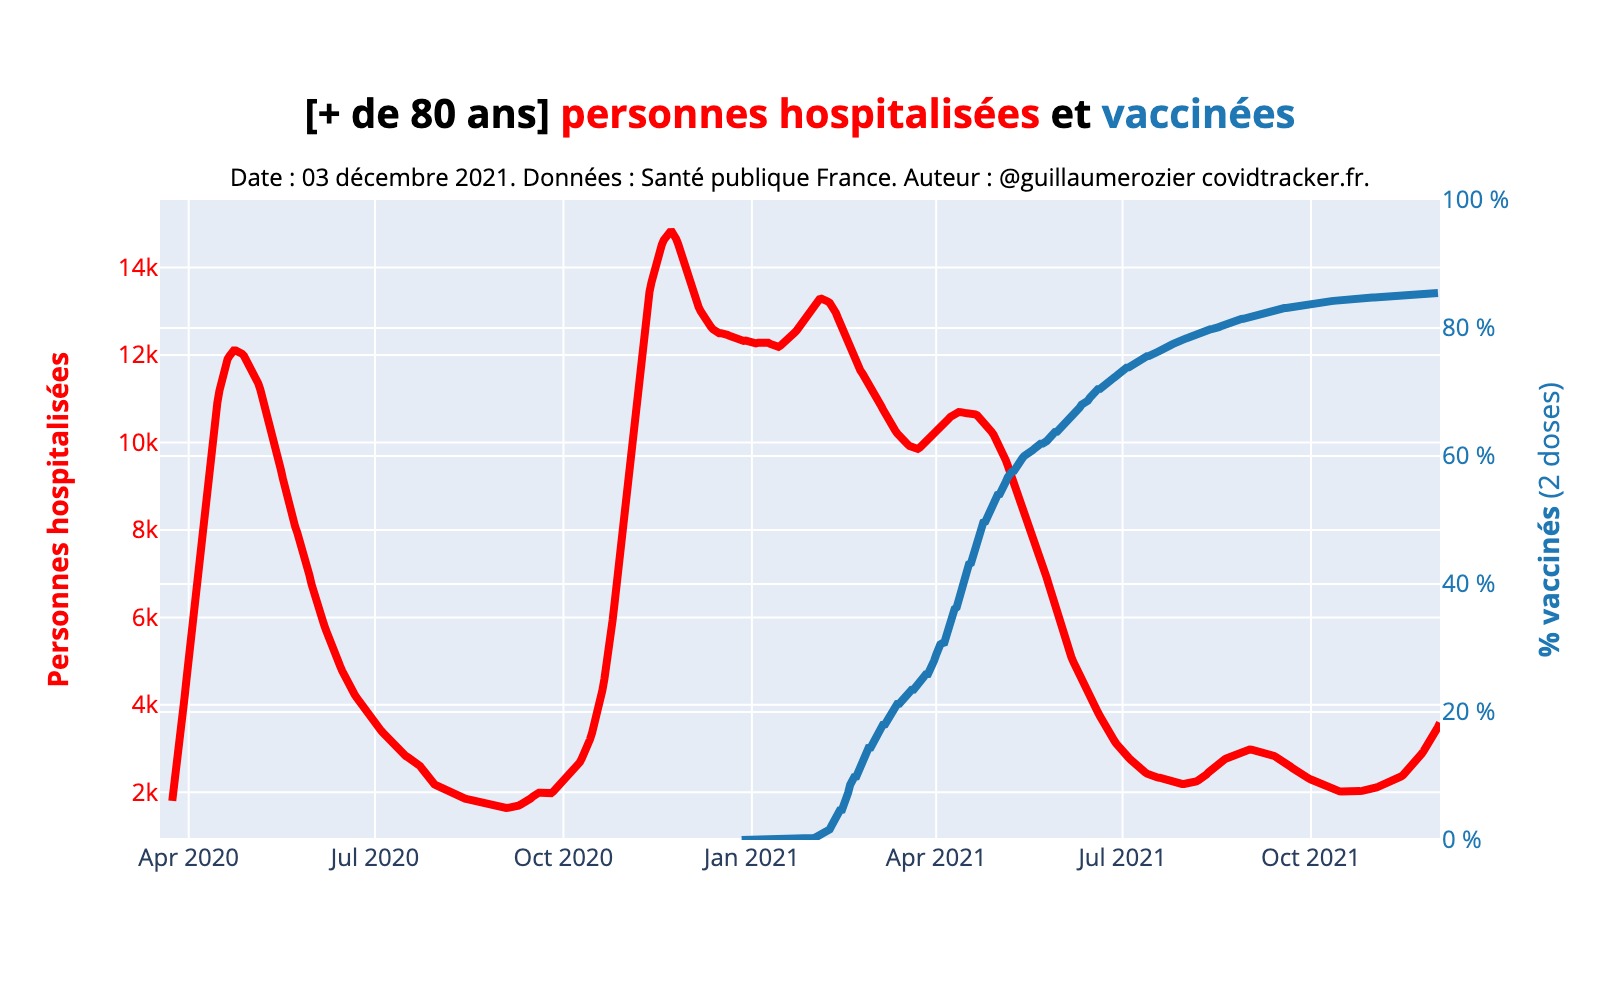 [+ de 80 ans] personnes hospitalisées et vaccinées
Date : 03 décembre 2021. Données : Santé publique France. Auteur : @guillaumerozier covidtracker.fr.
Personnes hospitalisées
14k
12k
10k
8k
6k
4k
2k
100 %
80 %
60 %
40 %
20 %
0 %
% vaccinés (2 doses)
Apr 2020
Jul 2020
Oct 2020
Jan 2021
Apr 2021
Jul 2021
Oct 2021